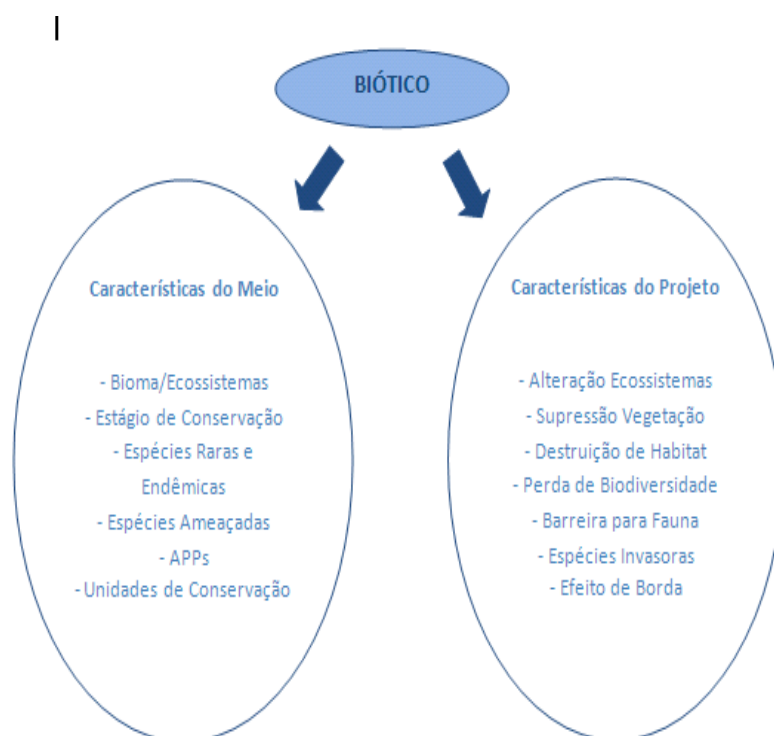 I
BIÓTICO
Características do Meio
- Bioma/Ecossistemas
- Estágio de Conservação
- Espécies Raras e
Endêmicas
- Espécies Ameaçadas
- APPs
- Unidades de Conservação
Características do Projeto
- Alteração Ecossistemas
- Supressão Vegetação
- Destruição de Habitat
- Perda de Biodiversidade
- Barreira para Fauna
- Espécies Invasoras
- Efeito de Borda